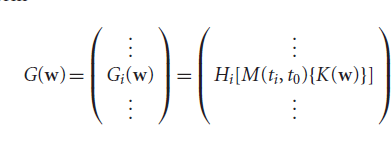 G(w) = ( ⋮ G_i(w) ⋮ ) = ( ⋮ H_i[M(t_i, t_0){K(w)}] ⋮ )